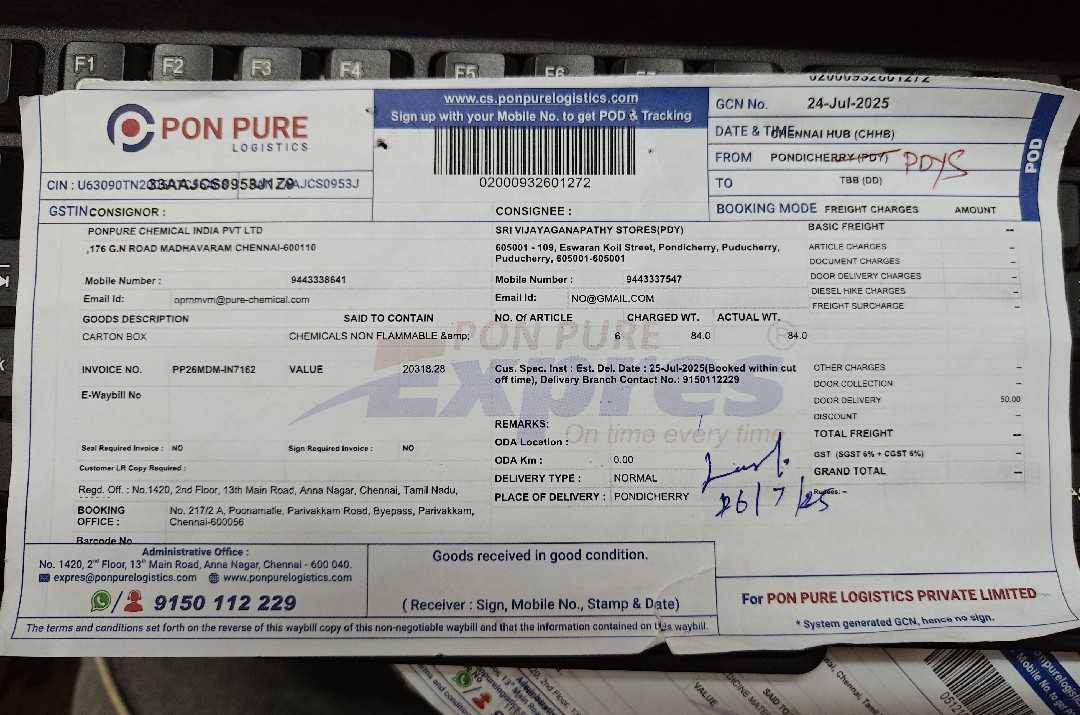 F1 F2 F3 F4 F5 F6
02000932601272
PON PURE
LOGISTICS
www.cs.ponpurelogistics.com
Sign up with your Mobile No. to get POD & Tracking
02000932601272
GCN No. 24-Jul-2025
DATE & TIME CHENNAI HUB (CHHB)
FROM PONDICHERRY (PDY) PDYS
TO TBB (DD)
BOOKING MODE FREIGHT CHARGES AMOUNT
POD
CIN : U63090TN2 33AAJCS0953J1Z9 AJCS0953J
GSTIN CONSIGNOR :
PONPURE CHEMICAL INDIA PVT LTD
,176 G.N ROAD MADHAVARAM CHENNAI-600110
Mobile Number : 9443338641
Email Id: oprnmvm@pure-chemical.com
CONSIGNEE :
SRI VIJAYAGANAPATHY STORES(PDY)
605001 - 109, Eswaran Koil Street, Pondicherry, Puducherry,
Puducherry, 605001-605001
Mobile Number : 9443337547
Email Id: NO@GMAIL.COM
BASIC FREIGHT --
ARTICLE CHARGES --
DOCUMENT CHARGES --
DOOR DELIVERY CHARGES --
DIESEL HIKE CHARGES --
FREIGHT SURCHARGE --
GOODS DESCRIPTION SAID TO CONTAIN NO. Of ARTICLE CHARGED WT. ACTUAL WT.
CARTON BOX CHEMICALS NON FLAMMABLE &amp; 6 84.0 84.0
PON PURE
Expres ®
On time every time
INVOICE NO. PP26MDM-IN7162 VALUE 20318.28
E-Waybill No
Cus. Spec. Inst : Est. Del. Date : 25-Jul-2025(Booked within cut
off time), Delivery Branch Contact No.: 9150112229
REMARKS:
ODA Location :
ODA Km : 0.00
DELIVERY TYPE : NORMAL
PLACE OF DELIVERY : PONDICHERRY
26/7/25
OTHER CHARGES --
DOOR COLLECTION --
DOOR DELIVERY 50.00
DISCOUNT --
TOTAL FREIGHT --
GST (SGST 6% + CGST 6%) --
GRAND TOTAL --
Rupees: --
Seal Required Invoice : NO Sign Required Invoice : NO
Customer LR Copy Required :
Regd. Off. : No.1420, 2nd Floor, 13th Main Road, Anna Nagar, Chennai, Tamil Nadu,
BOOKING OFFICE : No. 217/2 A, Poonamalle, Parivakkam Road, Byepass, Parivakkam,
Chennai-600056
Barcode No
Administrative Office :
No. 1420, 2nd Floor, 13th Main Road, Anna Nagar, Chennai - 600 040.
expres@ponpurelogistics.com www.ponpurelogistics.com
9150 112 229
Goods received in good condition.
( Receiver : Sign, Mobile No., Stamp & Date)
For PON PURE LOGISTICS PRIVATE LIMITED
* System generated GCN, hence no sign.
The terms and conditions set forth on the reverse of this waybill copy of this non-negotiable waybill and that the information contained on this waybill.
VALUE
SAID TO